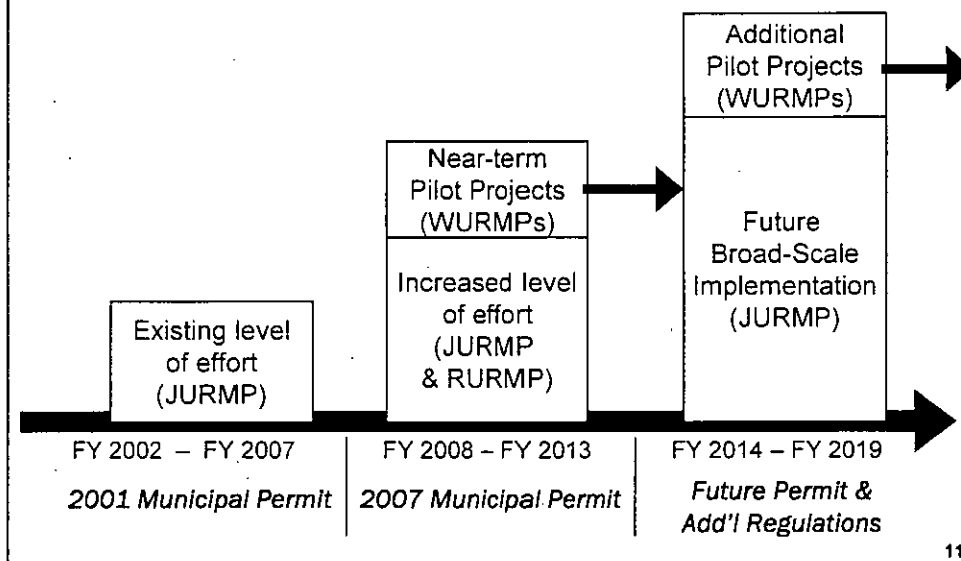 Additional
Pilot Projects
(WURMPs)
Near-term
Pilot Projects
(WURMPs)
Future
Broad-Scale
Implementation
(JURMP)
Increased level
of effort
(JURMP
& RURMP)
Existing level
of effort
(JURMP)
FY 2002 – FY 2007
FY 2008 – FY 2013
FY 2014 – FY 2019
2001 Municipal Permit
2007 Municipal Permit
Future Permit &
Add'l Regulations
11